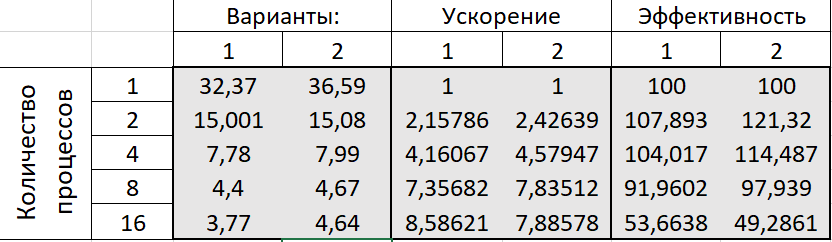 Варианты: Ускорение Эффективность
1 2 1 2 1 2
Количество процессов
1 32,37 36,59 1 1 100 100
2 15,001 15,08 2,15786 2,42639 107,893 121,32
4 7,78 7,99 4,16067 4,57947 104,017 114,487
8 4,4 4,67 7,35682 7,83512 91,9602 97,939
16 3,77 4,64 8,58621 7,88578 53,6638 49,2861